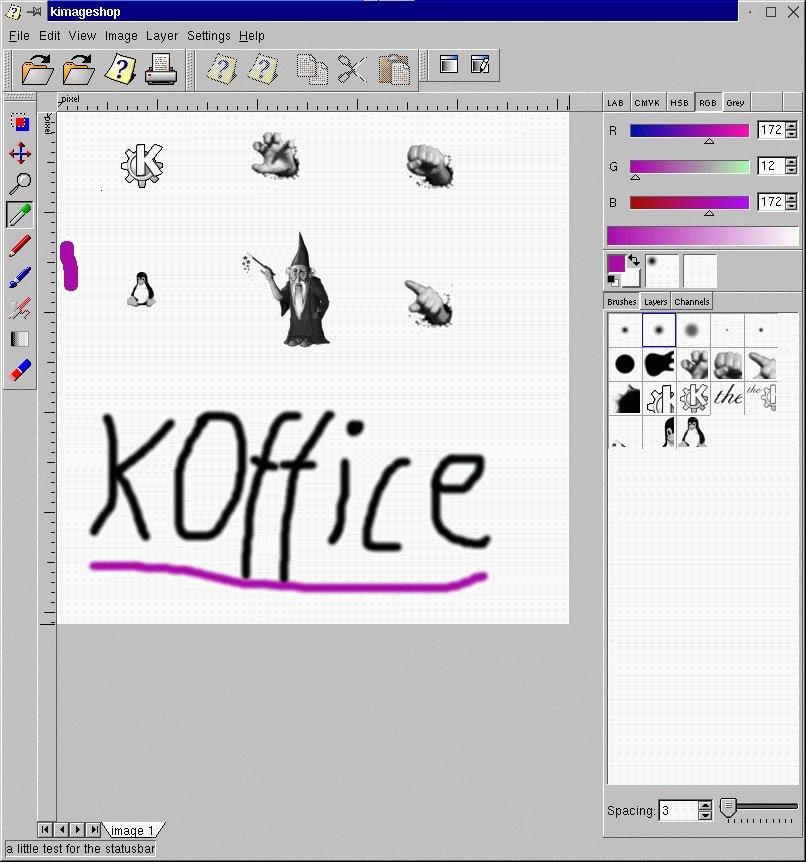 kimageshop
File Edit View Image Layer Settings Help
pixel
pixel
LAB CMYK HSB RGB Grey
R 172
G 12
B 172
Brushes Layers Channels
the
the
KOffice
Spacing: 3
image 1
a little test for the statusbar